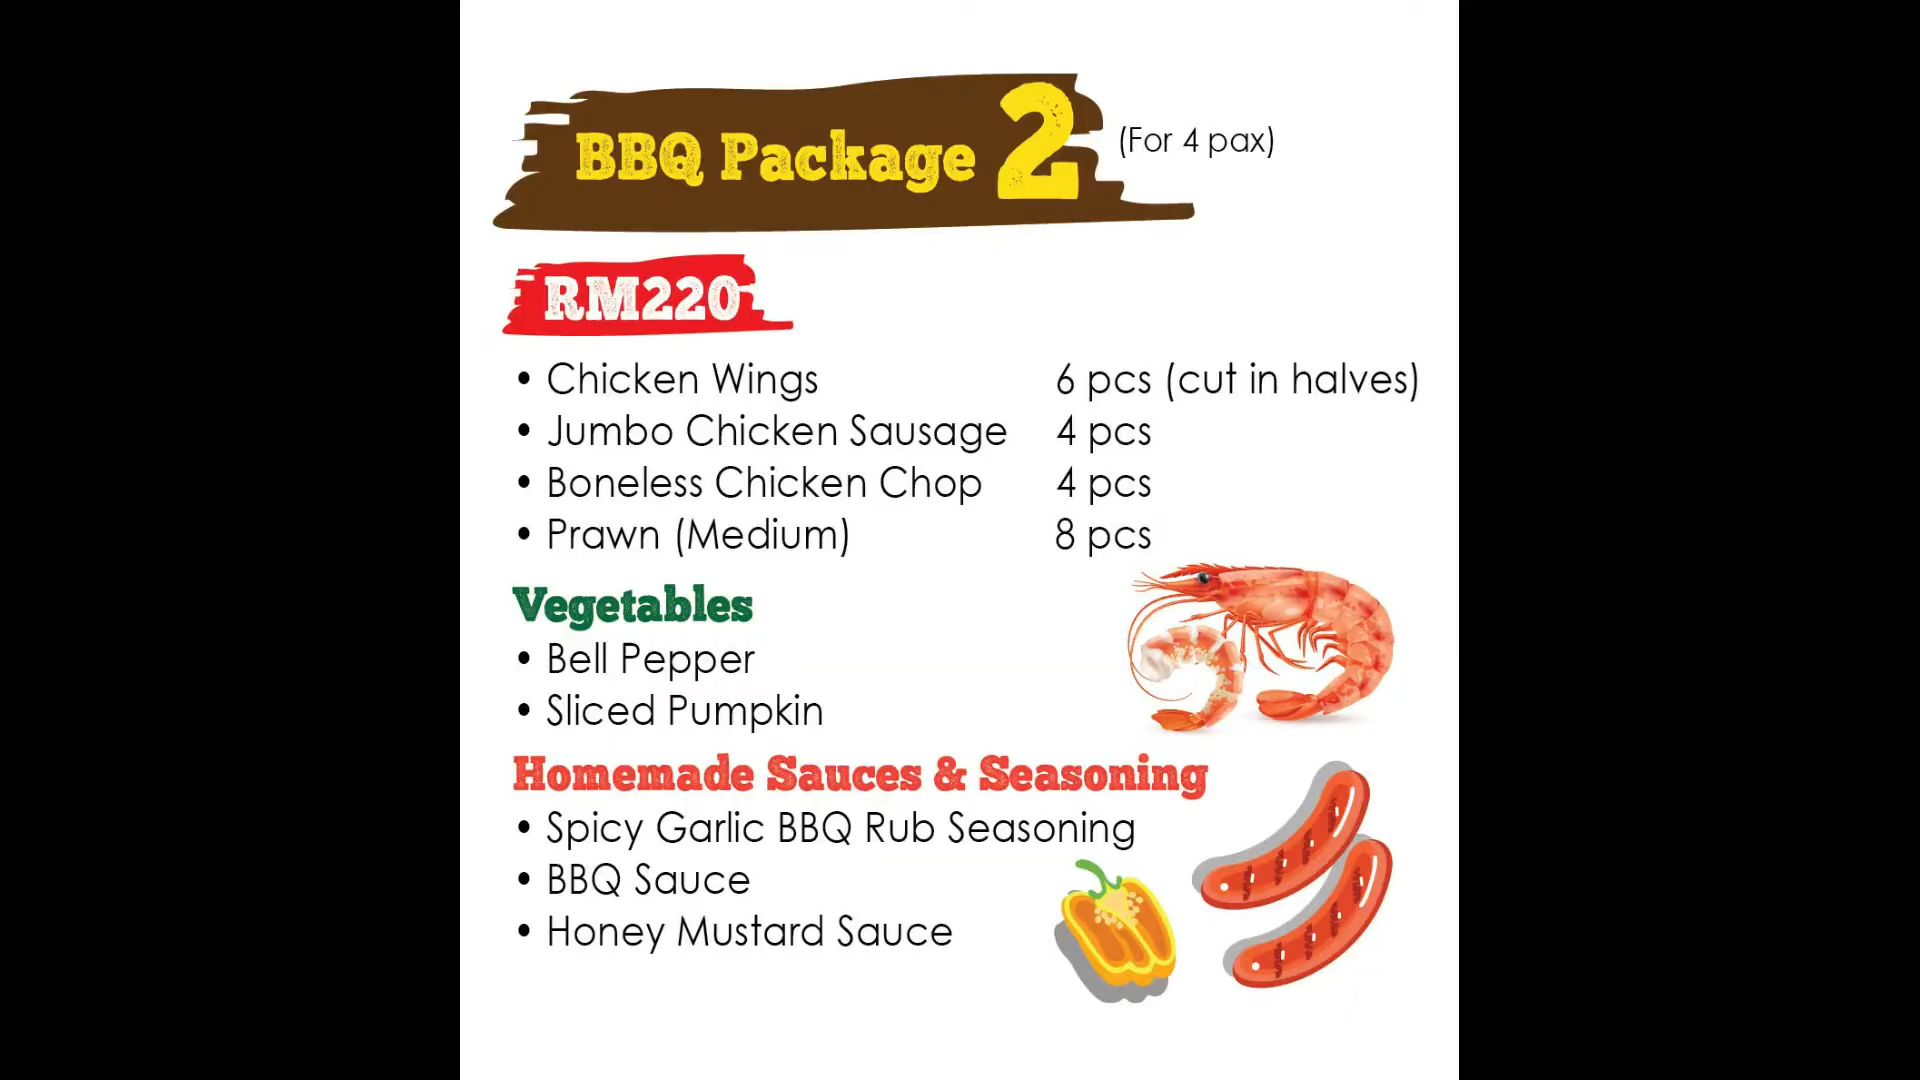 BBQ Package 2 (For 4 pax)
RM220
• Chicken Wings 6 pcs (cut in halves)
• Jumbo Chicken Sausage 4 pcs
• Boneless Chicken Chop 4 pcs
• Prawn (Medium) 8 pcs
Vegetables
• Bell Pepper
• Sliced Pumpkin
Homemade Sauces & Seasoning
• Spicy Garlic BBQ Rub Seasoning
• BBQ Sauce
• Honey Mustard Sauce